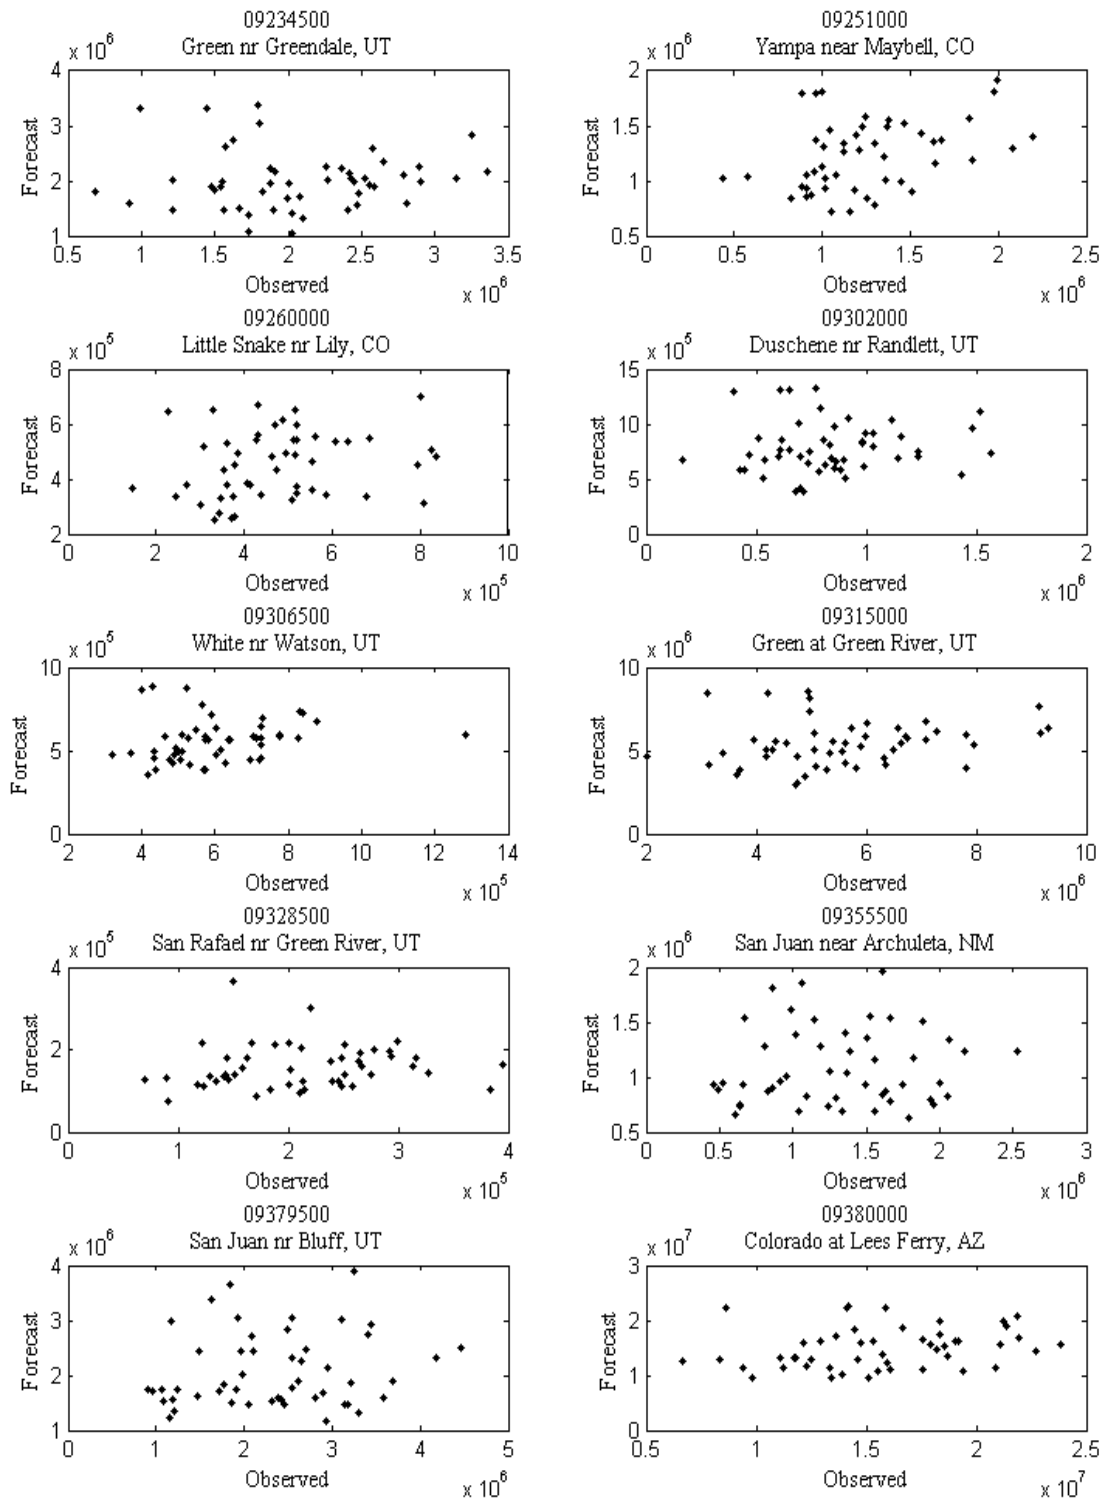 09234500
Green nr Greendale, UT
x 10^6
4
3
2
1
Forecast
0.5 1 1.5 2 2.5 3 3.5
Observed
x 10^6
09251000
Yampa near Maybell, CO
x 10^6
2
1.5
1
0.5
Forecast
0 0.5 1 1.5 2 2.5
Observed
x 10^6
09260000
Little Snake nr Lily, CO
x 10^5
8
6
4
2
Forecast
0 2 4 6 8 10
Observed
x 10^5
09302000
Duschene nr Randlett, UT
x 10^5
15
10
5
0
Forecast
0 0.5 1 1.5 2
Observed
x 10^6
09306500
White nr Watson, UT
x 10^5
10
5
0
Forecast
2 4 6 8 10 12 14
Observed
x 10^5
09315000
Green at Green River, UT
x 10^6
10
5
0
Forecast
2 4 6 8 10
Observed
x 10^6
09328500
San Rafael nr Green River, UT
x 10^5
4
2
0
Forecast
0 1 2 3 4
Observed
x 10^5
09355500
San Juan near Archuleta, NM
x 10^6
2
1.5
1
0.5
Forecast
0 0.5 1 1.5 2 2.5 3
Observed
x 10^6
09379500
San Juan nr Bluff, UT
x 10^6
4
3
2
1
Forecast
0 1 2 3 4 5
Observed
x 10^6
09380000
Colorado at Lees Ferry, AZ
x 10^7
3
2
1
0
Forecast
0.5 1 1.5 2 2.5
Observed
x 10^7